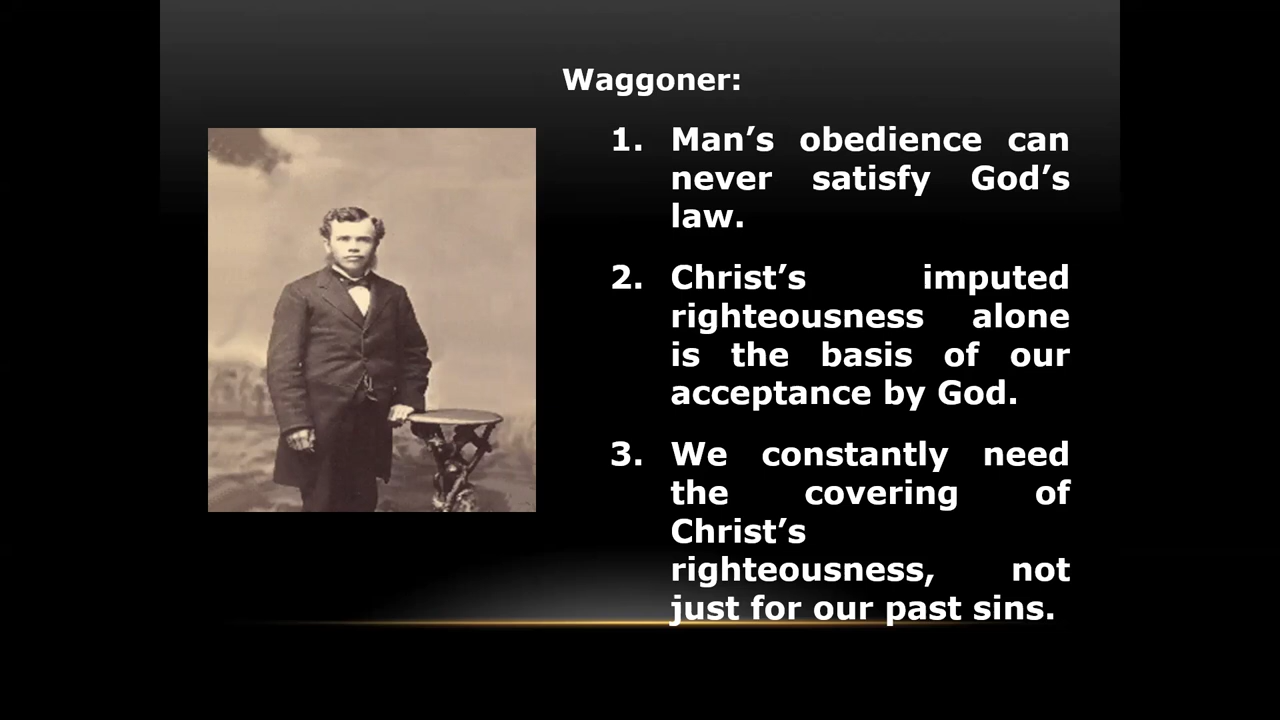 Waggoner:
1. Man’s obedience can
never satisfy God’s
law.
2. Christ’s imputed
righteousness alone
is the basis of our
acceptance by God.
3. We constantly need
the covering of
Christ’s
righteousness, not
just for our past sins.